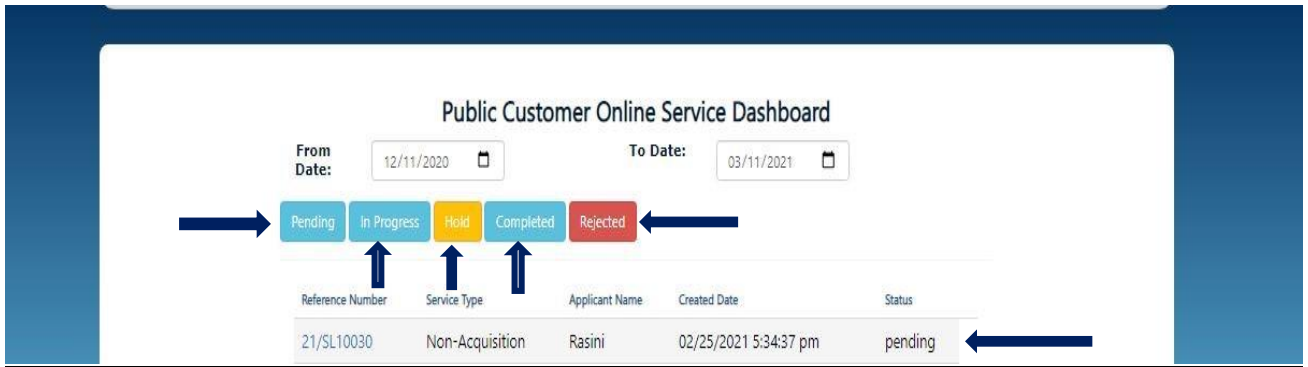 Public Customer Online Service Dashboard
From Date: 12/11/2020 To Date: 03/11/2021
Pending In Progress Hold Completed Rejected
Reference Number Service Type Applicant Name Created Date Status
21/SL10030 Non-Acquisition Rasini 02/25/2021 5:34:37 pm pending